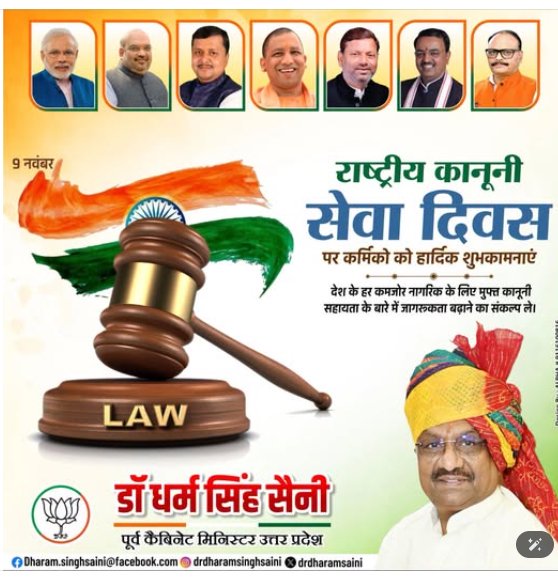 9 नवंबर
राष्ट्रीय कानूनी
सेवा दिवस
पर कर्मिको को हार्दिक शुभकामनाएं
देश के हर कमजोर नागरिक के लिए मुफ्त कानूनी
सहायता के बारे में जागरूकता बढ़ाने का संकल्प ले।
LAW
डॉ धर्म सिंह सैनी
पूर्व कैबिनेट मिनिस्टर उत्तर प्रदेश
Dharam.singhsaini@facebook.com drdharamsinghsaini drdharamsaini